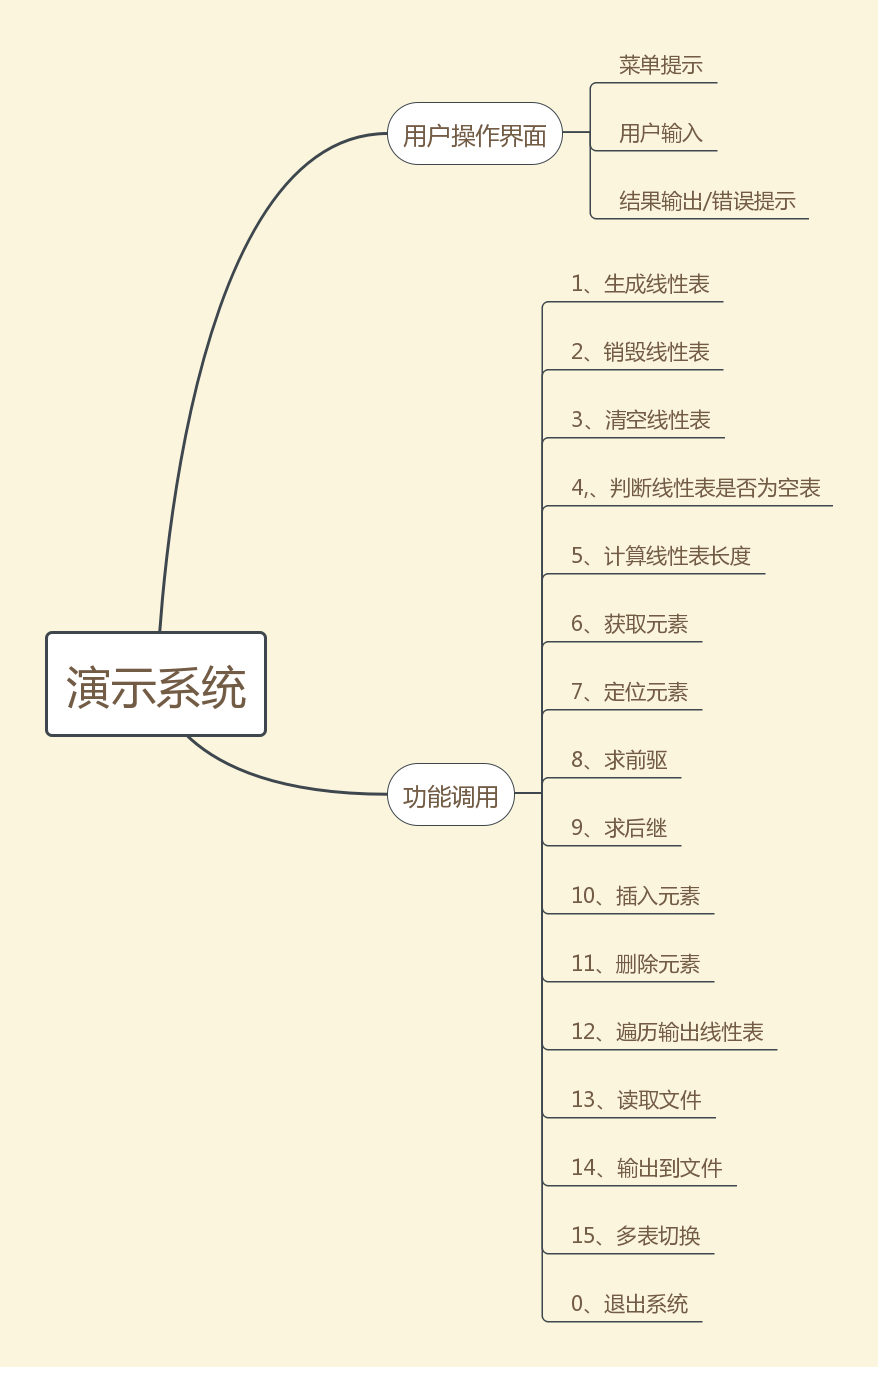 用户操作界面
菜单提示
用户输入
结果输出/错误提示
演示系统
功能调用
1、生成线性表
2、销毁线性表
3、清空线性表
4,、判断线性表是否为空表
5、计算线性表长度
6、获取元素
7、定位元素
8、求前驱
9、求后继
10、插入元素
11、删除元素
12、遍历输出线性表
13、读取文件
14、输出到文件
15、多表切换
0、退出系统